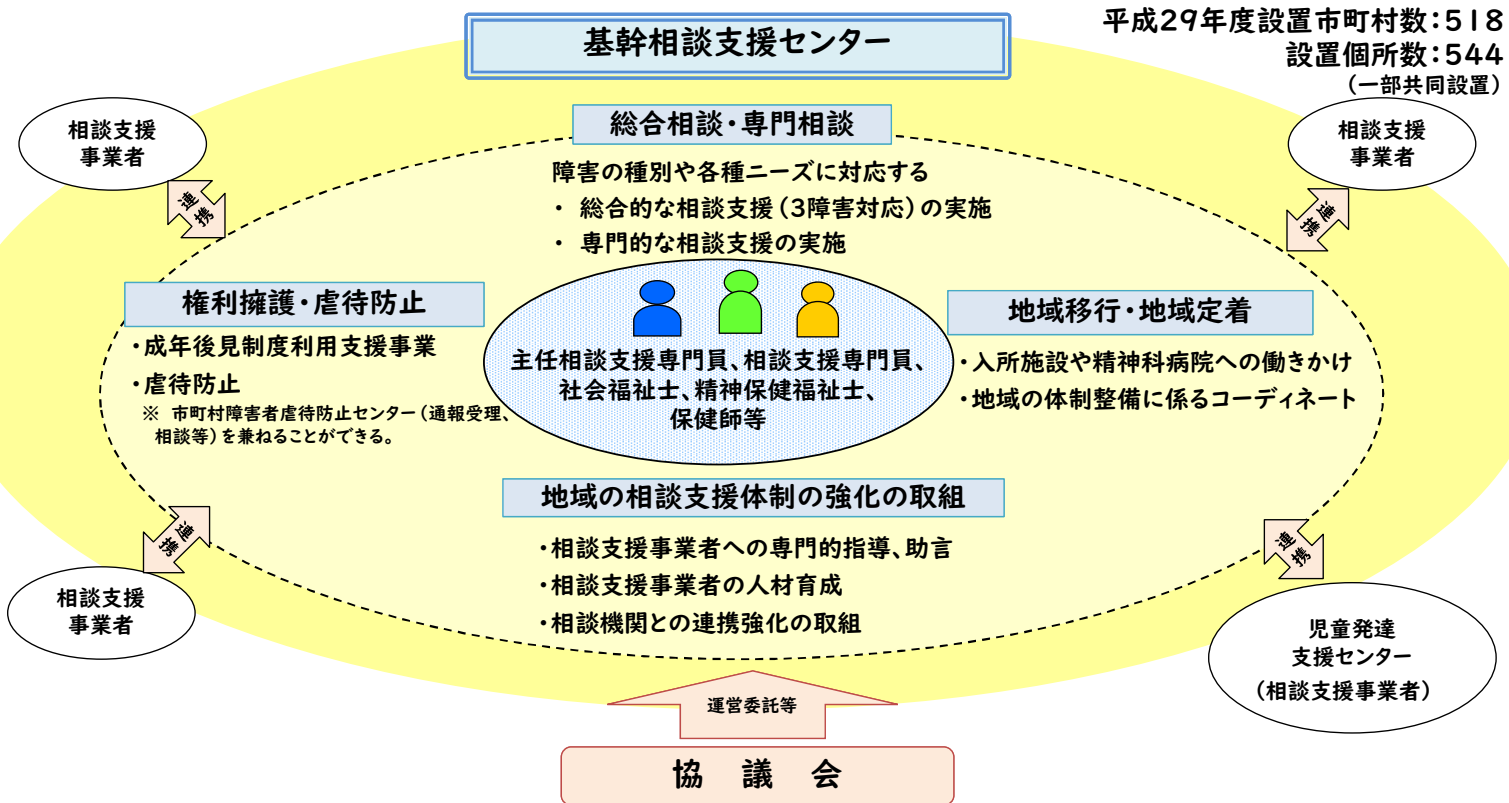 基幹相談支援センター
平成29年度設置市町村数:518
設置個所数:544
(一部共同設置)
相談支援
事業者
連携
総合相談・専門相談
障害の種別や各種ニーズに対応する
・ 総合的な相談支援(3障害対応)の実施
・ 専門的な相談支援の実施
相談支援
事業者
連携
権利擁護・虐待防止
・成年後見制度利用支援事業
・虐待防止
※ 市町村障害者虐待防止センター(通報受理、
相談等)を兼ねることができる。
主任相談支援専門員、相談支援専門員、
社会福祉士、精神保健福祉士、
保健師等
地域移行・地域定着
・入所施設や精神科病院への働きかけ
・地域の体制整備に係るコーディネート
地域の相談支援体制の強化の取組
・相談支援事業者への専門的指導、助言
・相談支援事業者の人材育成
・相談機関との連携強化の取組
連携
相談支援
事業者
連携
児童発達
支援センター
(相談支援事業者)
運営委託等
協 議 会